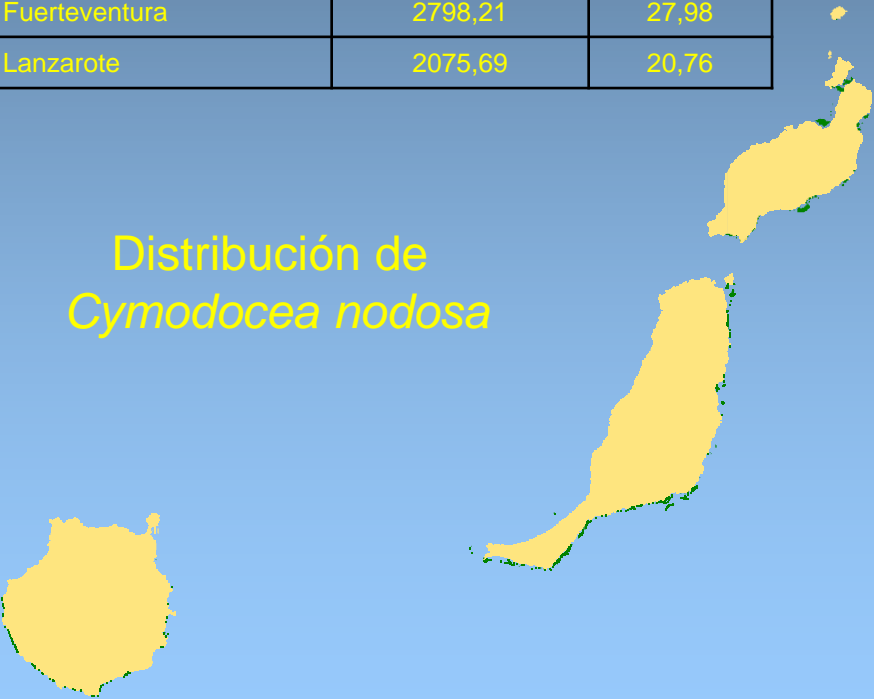 Fuerteventura 2798,21 27,98
Lanzarote 2075,69 20,76
Distribución de
Cymodocea nodosa